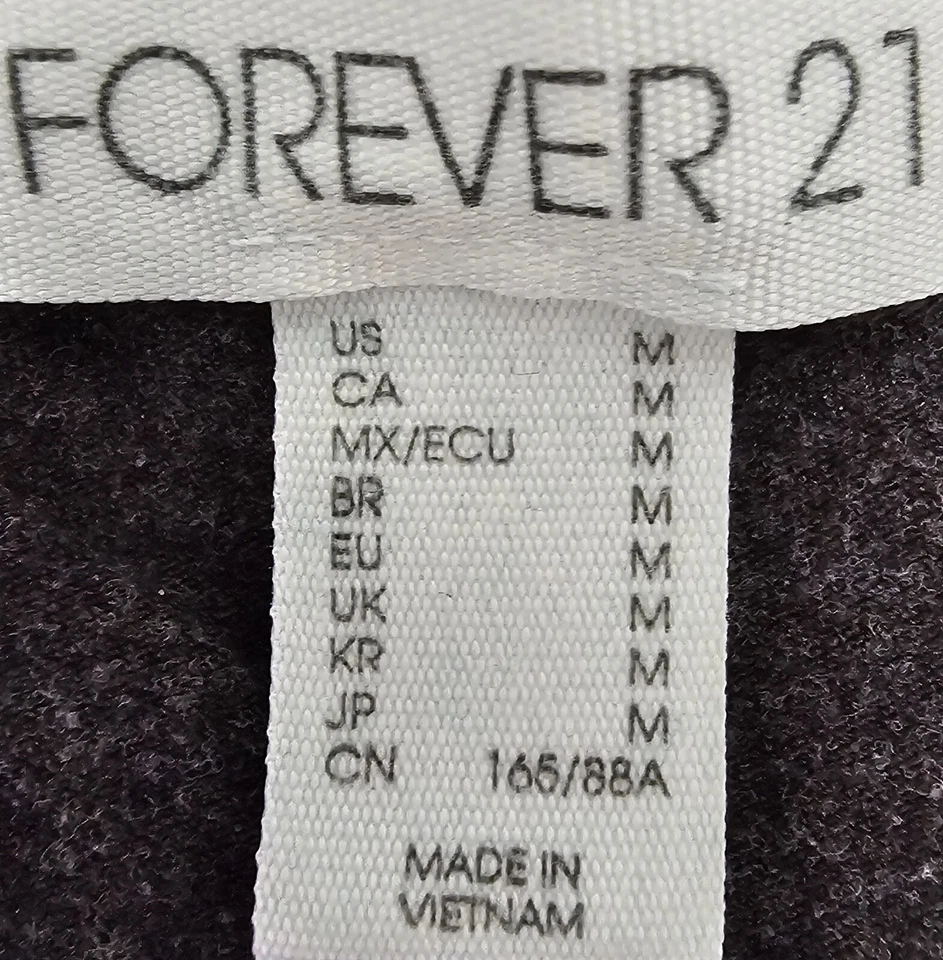 FOREVER 21
US M
CA M
MX/ECU M
BR M
EU M
UK M
KR M
JP M
CN 165/88A
MADE IN
VIETNAM